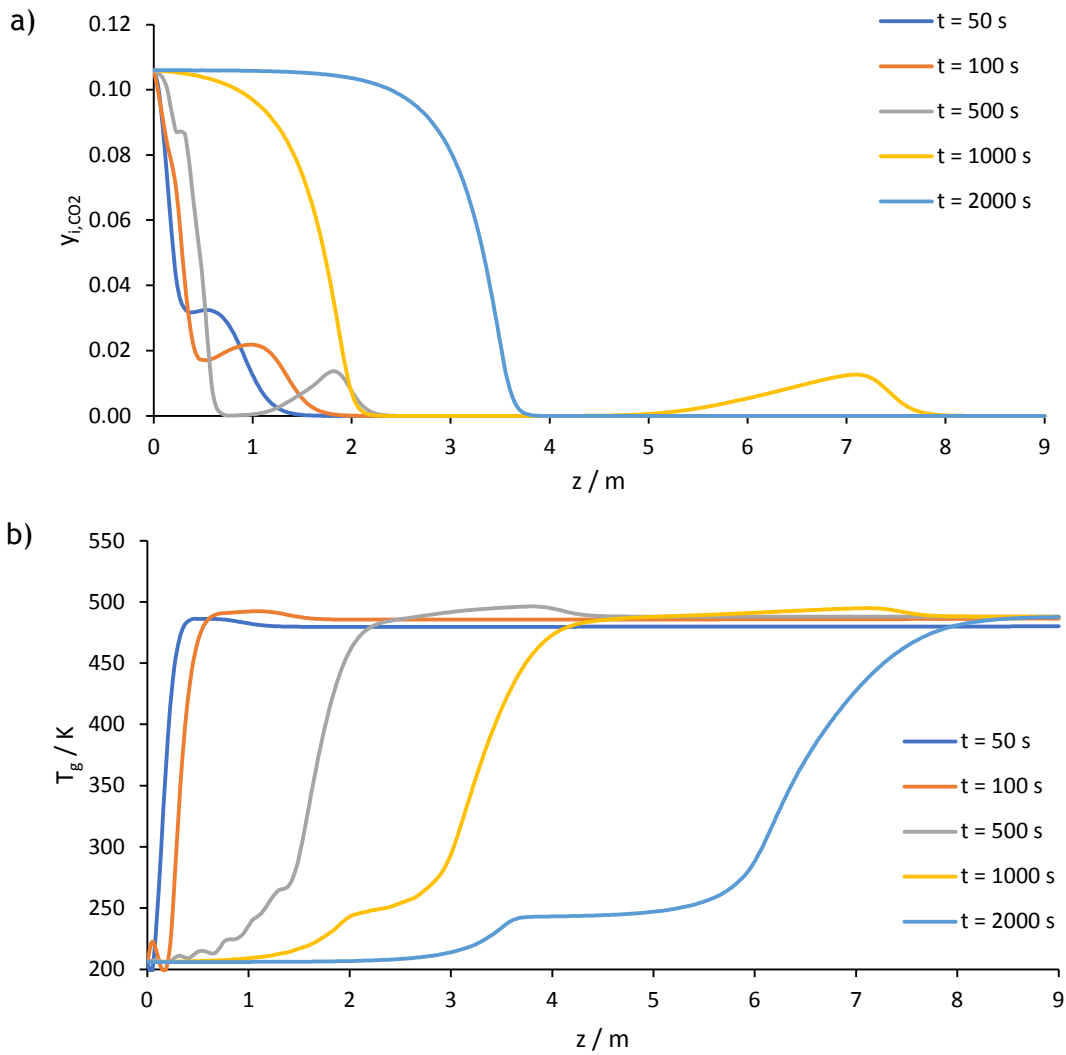 a)
0.12
0.10
0.08
0.06
0.04
0.02
0.00
y i,CO2
0 1 2 3 4 5 6 7 8 9
z / m
t = 50 s
t = 100 s
t = 500 s
t = 1000 s
t = 2000 s
b)
550
500
450
400
350
300
250
200
T g / K
0 1 2 3 4 5 6 7 8 9
z / m
t = 50 s
t = 100 s
t = 500 s
t = 1000 s
t = 2000 s